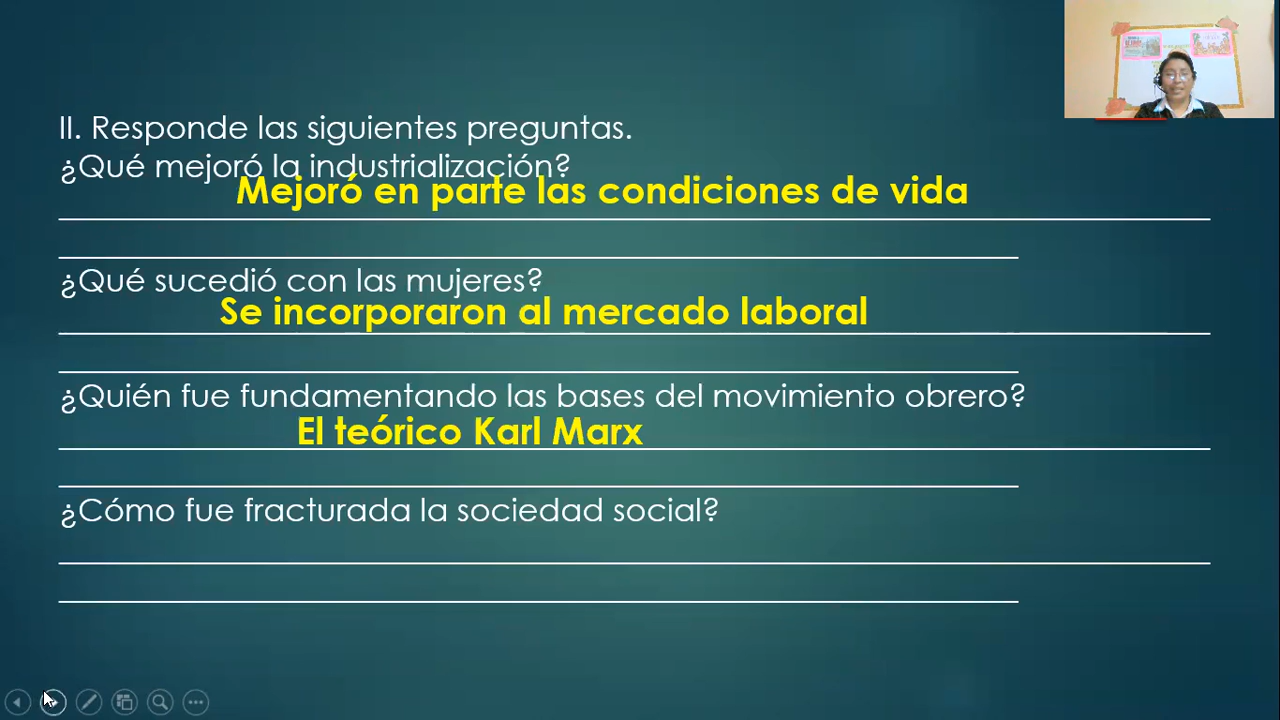 II. Responde las siguientes preguntas.
¿Qué mejoró la industrialización?
Mejoró en parte las condiciones de vida
¿Qué sucedió con las mujeres?
Se incorporaron al mercado laboral
¿Quién fue fundamentando las bases del movimiento obrero?
El teórico Karl Marx
¿Cómo fue fracturada la sociedad social?